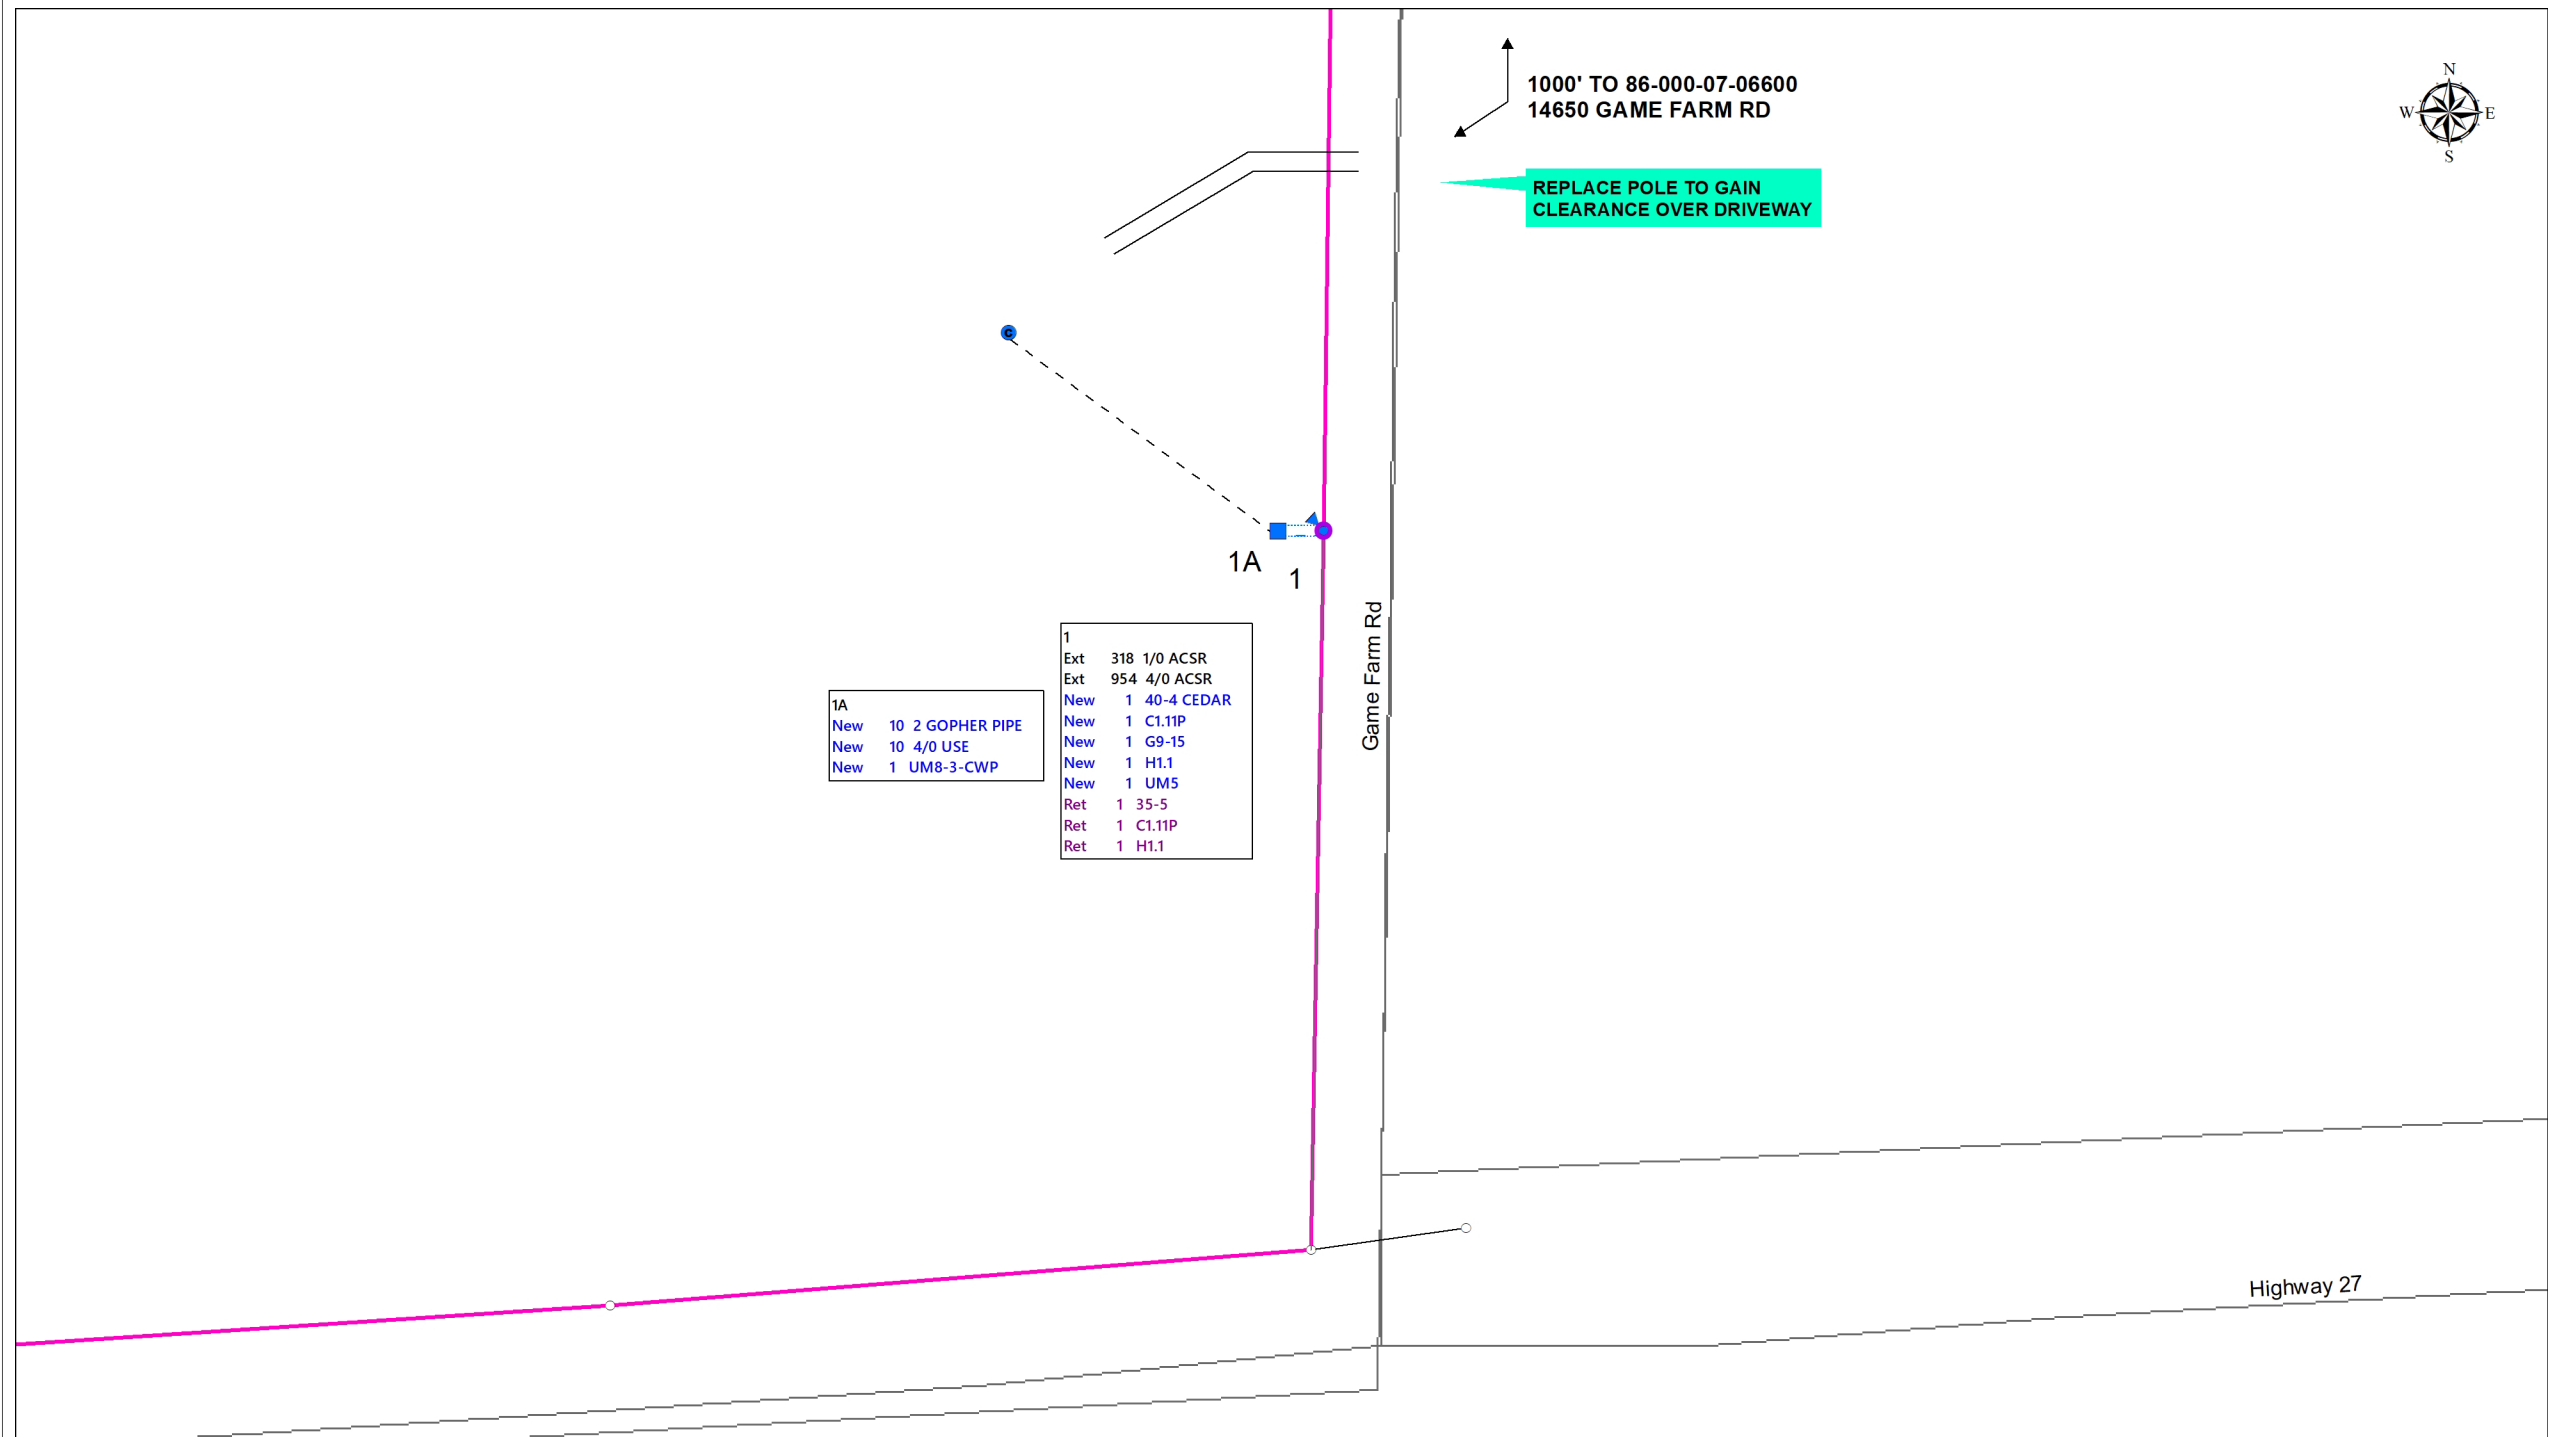 1000' TO 86-000-07-06600
14650 GAME FARM RD
N
W E
S
REPLACE POLE TO GAIN
CLEARANCE OVER DRIVEWAY
C
1A
1
1
Ext 318 1/0 ACSR
Ext 954 4/0 ACSR
New 1 40-4 CEDAR
New 1 C1.11P
New 1 G9-15
New 1 H1.1
New 1 UM5
Ret 1 35-5
Ret 1 C1.11P
Ret 1 H1.1
1A
New 10 2 GOPHER PIPE
New 10 4/0 USE
New 1 UM8-3-CWP
Game Farm Rd
Highway 27